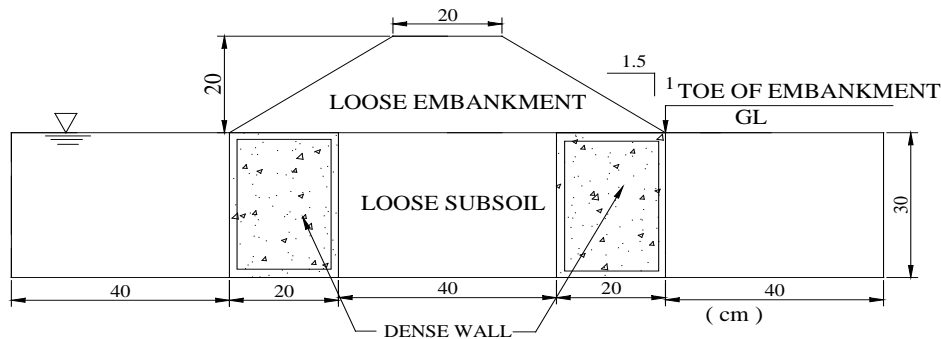 20
20
1.5
1
TOE OF EMBANKMENT
GL
LOOSE EMBANKMENT
LOOSE SUBSOIL
30
40
20
40
20
40
( cm )
DENSE WALL